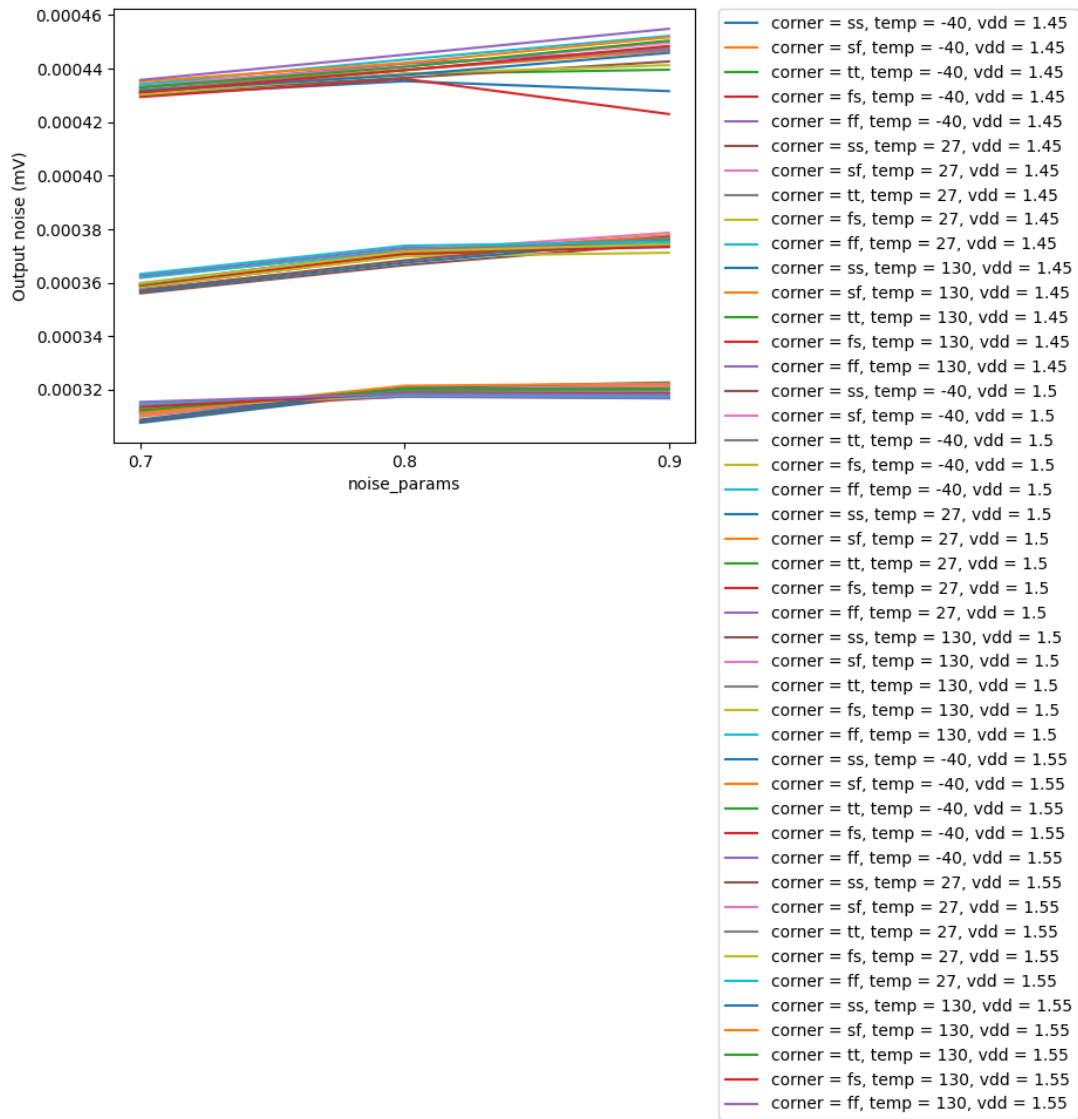 0.00046
0.00044
0.00042
0.00040
0.00038
0.00036
0.00034
0.00032
Output noise (mV)
0.7
0.8
0.9
noise_params
corner = ss, temp = -40, vdd = 1.45
corner = sf, temp = -40, vdd = 1.45
corner = tt, temp = -40, vdd = 1.45
corner = fs, temp = -40, vdd = 1.45
corner = ff, temp = -40, vdd = 1.45
corner = ss, temp = 27, vdd = 1.45
corner = sf, temp = 27, vdd = 1.45
corner = tt, temp = 27, vdd = 1.45
corner = fs, temp = 27, vdd = 1.45
corner = ff, temp = 27, vdd = 1.45
corner = ss, temp = 130, vdd = 1.45
corner = sf, temp = 130, vdd = 1.45
corner = tt, temp = 130, vdd = 1.45
corner = fs, temp = 130, vdd = 1.45
corner = ff, temp = 130, vdd = 1.45
corner = ss, temp = -40, vdd = 1.5
corner = sf, temp = -40, vdd = 1.5
corner = tt, temp = -40, vdd = 1.5
corner = fs, temp = -40, vdd = 1.5
corner = ff, temp = -40, vdd = 1.5
corner = ss, temp = 27, vdd = 1.5
corner = sf, temp = 27, vdd = 1.5
corner = tt, temp = 27, vdd = 1.5
corner = fs, temp = 27, vdd = 1.5
corner = ff, temp = 27, vdd = 1.5
corner = ss, temp = 130, vdd = 1.5
corner = sf, temp = 130, vdd = 1.5
corner = tt, temp = 130, vdd = 1.5
corner = fs, temp = 130, vdd = 1.5
corner = ff, temp = 130, vdd = 1.5
corner = ss, temp = -40, vdd = 1.55
corner = sf, temp = -40, vdd = 1.55
corner = tt, temp = -40, vdd = 1.55
corner = fs, temp = -40, vdd = 1.55
corner = ff, temp = -40, vdd = 1.55
corner = ss, temp = 27, vdd = 1.55
corner = sf, temp = 27, vdd = 1.55
corner = tt, temp = 27, vdd = 1.55
corner = fs, temp = 27, vdd = 1.55
corner = ff, temp = 27, vdd = 1.55
corner = ss, temp = 130, vdd = 1.55
corner = sf, temp = 130, vdd = 1.55
corner = tt, temp = 130, vdd = 1.55
corner = fs, temp = 130, vdd = 1.55
corner = ff, temp = 130, vdd = 1.55